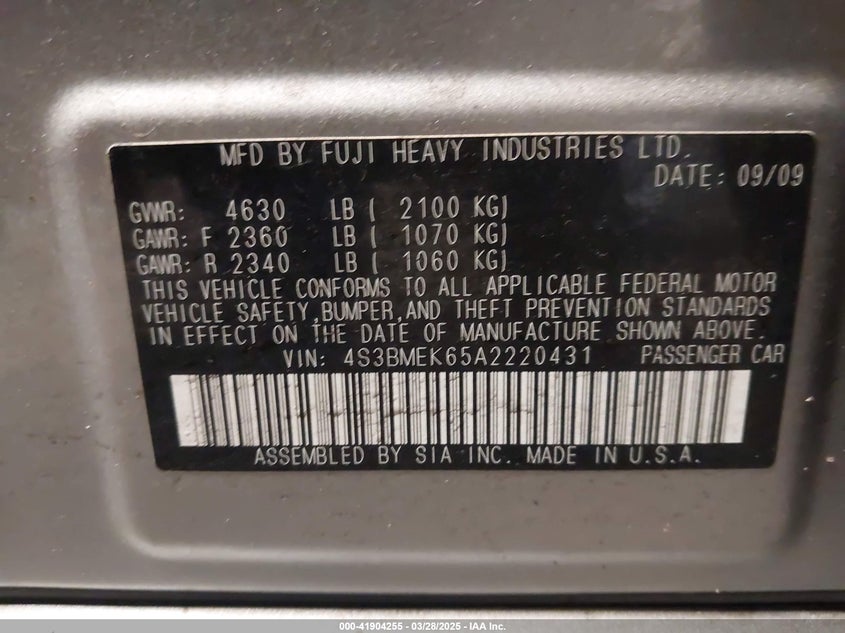 MFD BY FUJI HEAVY INDUSTRIES LTD.
DATE: 09/09
GVWR: 4630 LB ( 2100 KG)
GAWR: F 2360 LB ( 1070 KG)
GAWR: R 2340 LB ( 1060 KG)
THIS VEHICLE CONFORMS TO ALL APPLICABLE FEDERAL MOTOR
VEHICLE SAFETY,BUMPER,AND THEFT PREVENTION STANDARDS
IN EFFECT ON THE DATE OF MANUFACTURE SHOWN ABOVE.
VIN: 4S3BMEK65A2220431 PASSENGER CAR
ASSEMBLED BY SIA INC. MADE IN U.S.A.
000-41904255 - 03/28/2025 - IAA Inc.